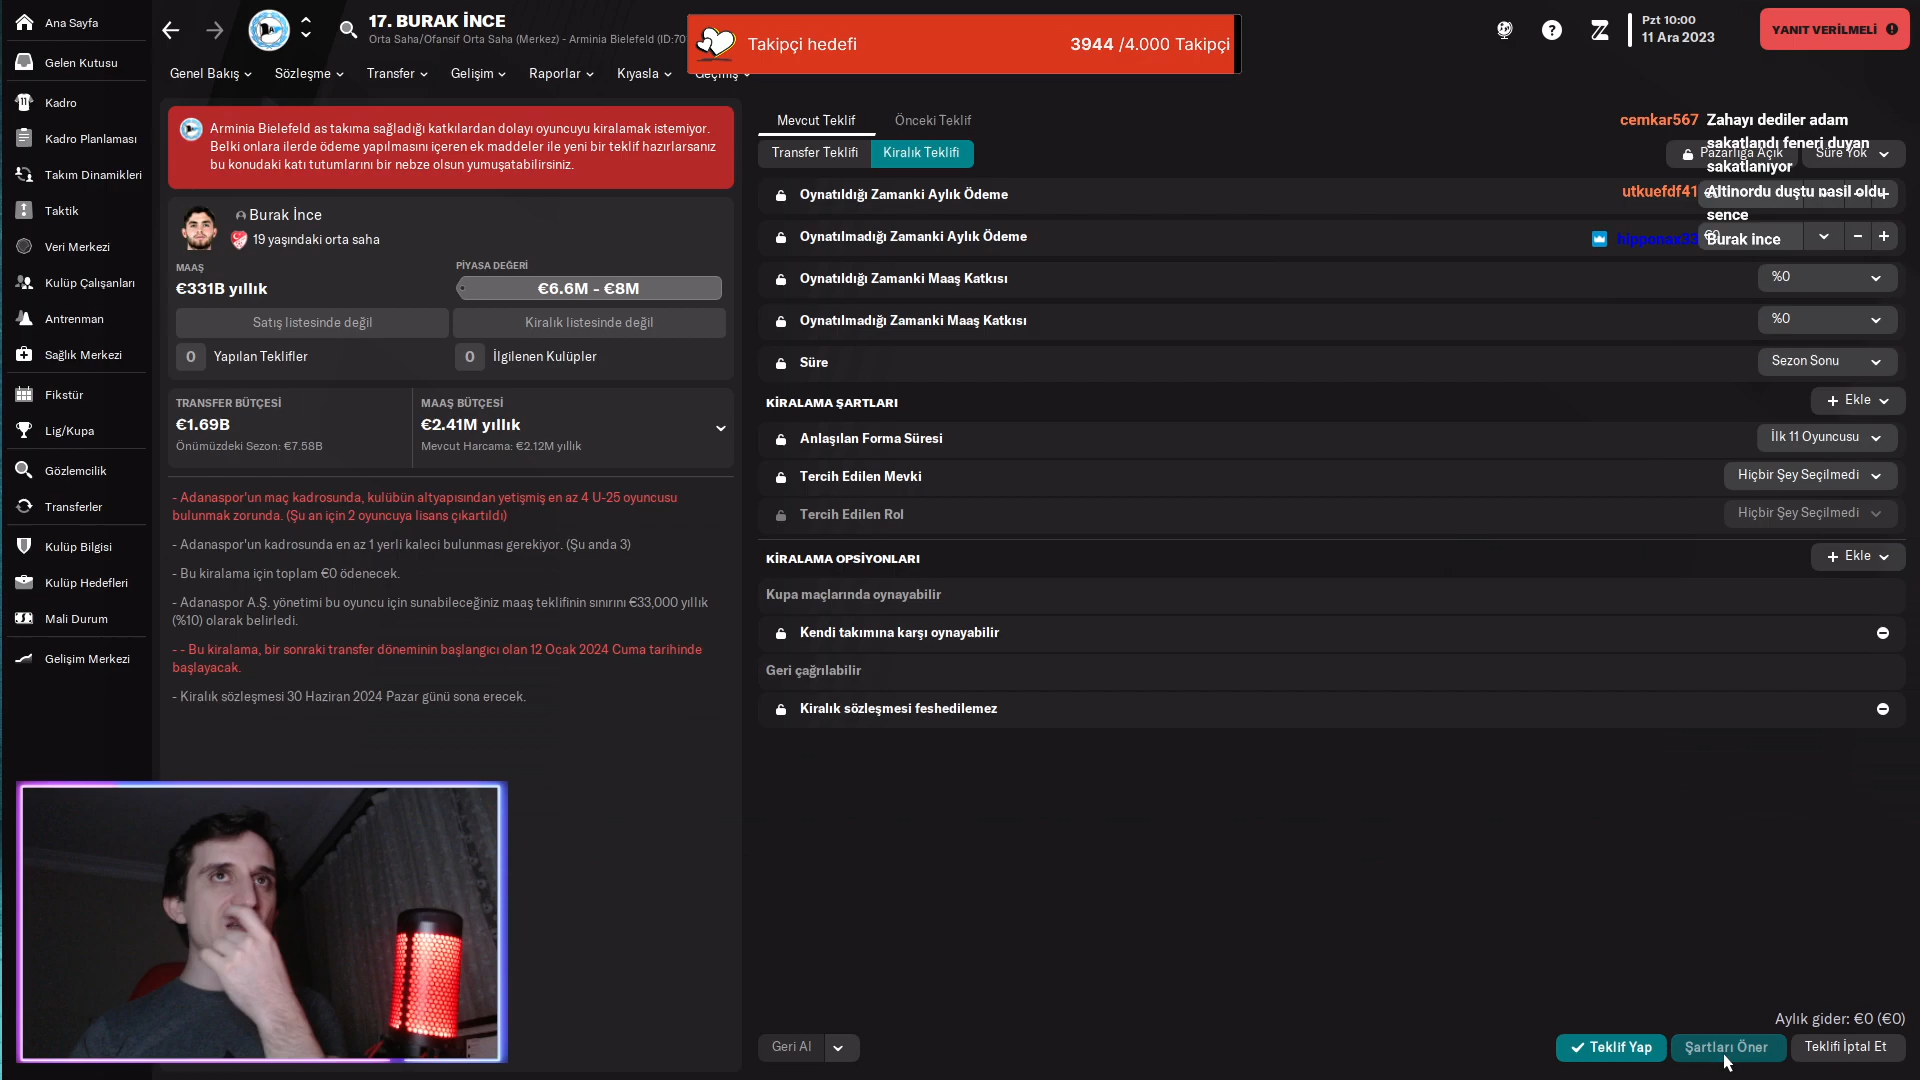 Ana Sayfa
Gelen Kutusu
Kadro
Kadro Planlaması
Takım Dinamikleri
Taktik
Veri Merkezi
Kulüp Çalışanları
Antrenman
Sağlık Merkezi
Fikstür
Lig/Kupa
Gözlemcilik
Transferler
Kulüp Bilgisi
Kulüp Hedefleri
Mali Durum
Gelişim Merkezi
17. BURAK İNCE
Orta Saha/Ofansif Orta Saha (Merkez) - Arminia Bielefeld (ID:70
Genel Bakış
Sözleşme
Transfer
Gelişim
Raporlar
Kıyasla
Geçmiş
Takipçi hedefi
3944 /4.000 Takipçi
Pzt 10:00
11 Ara 2023
YANIT VERİLMELİ
Arminia Bielefeld as takıma sağladığı katkılardan dolayı oyuncuyu kiralamak istemiyor.
Belki onlara ilerde ödeme yapılmasını içeren ek maddeler ile yeni bir teklif hazırlarsanız
bu konudaki katı tutumlarını bir nebze olsun yumuşatabilirsiniz.
Burak İnce
19 yaşındaki orta saha
MAAŞ
€331B yıllık
PİYASA DEĞERİ
€6.6M - €8M
Satış listesinde değil
Kiralık listesinde değil
0 Yapılan Teklifler
0 İlgilenen Kulüpler
TRANSFER BÜTÇESİ
€1.69B
Önümüzdeki Sezon: €7.58B
MAAŞ BÜTÇESİ
€2.41M yıllık
Mevcut Harcama: €2.12M yıllık
- Adanaspor'un maç kadrosunda, kulübün altyapısından yetişmiş en az 4 U-25 oyuncusu
bulunmak zorunda. (Şu an için 2 oyuncuya lisans çıkartıldı)
- Adanaspor'un kadrosunda en az 1 yerli kaleci bulunması gerekiyor. (Şu anda 3)
- Bu kiralama için toplam €0 ödenecek.
- Adanaspor A.Ş. yönetimi bu oyuncu için sunabileceğiniz maaş teklifinin sınırını €33,000 yıllık
(%10) olarak belirledi.
- - Bu kiralama, bir sonraki transfer döneminin başlangıcı olan 12 Ocak 2024 Cuma tarihinde
başlayacak.
- Kiralık sözleşmesi 30 Haziran 2024 Pazar günü sona erecek.
Mevcut Teklif
Önceki Teklif
Transfer Teklifi
Kiralık Teklifi
Pazarlığa Açık
Süre Yok
cemkar567 Zahayı dediler adam
sakatlandı feneri duyan
sakatlanıyor
utkuefdf41 Altinordu duştu nasil oldu
sence
hipponax33 Burak ince
Oynatıldığı Zamanki Aylık Ödeme
Oynatılmadığı Zamanki Aylık Ödeme
Oynatıldığı Zamanki Maaş Katkısı
%0
Oynatılmadığı Zamanki Maaş Katkısı
%0
Süre
Sezon Sonu
KİRALAMA ŞARTLARI
+ Ekle
Anlaşılan Forma Süresi
İlk 11 Oyuncusu
Tercih Edilen Mevki
Hiçbir Şey Seçilmedi
Tercih Edilen Rol
Hiçbir Şey Seçilmedi
KİRALAMA OPSİYONLARI
+ Ekle
Kupa maçlarında oynayabilir
Kendi takımına karşı oynayabilir
Geri çağrılabilir
Kiralık sözleşmesi feshedilemez
Aylık gider: €0 (€0)
Geri Al
Teklif Yap
Şartları Öner
Teklifi İptal Et